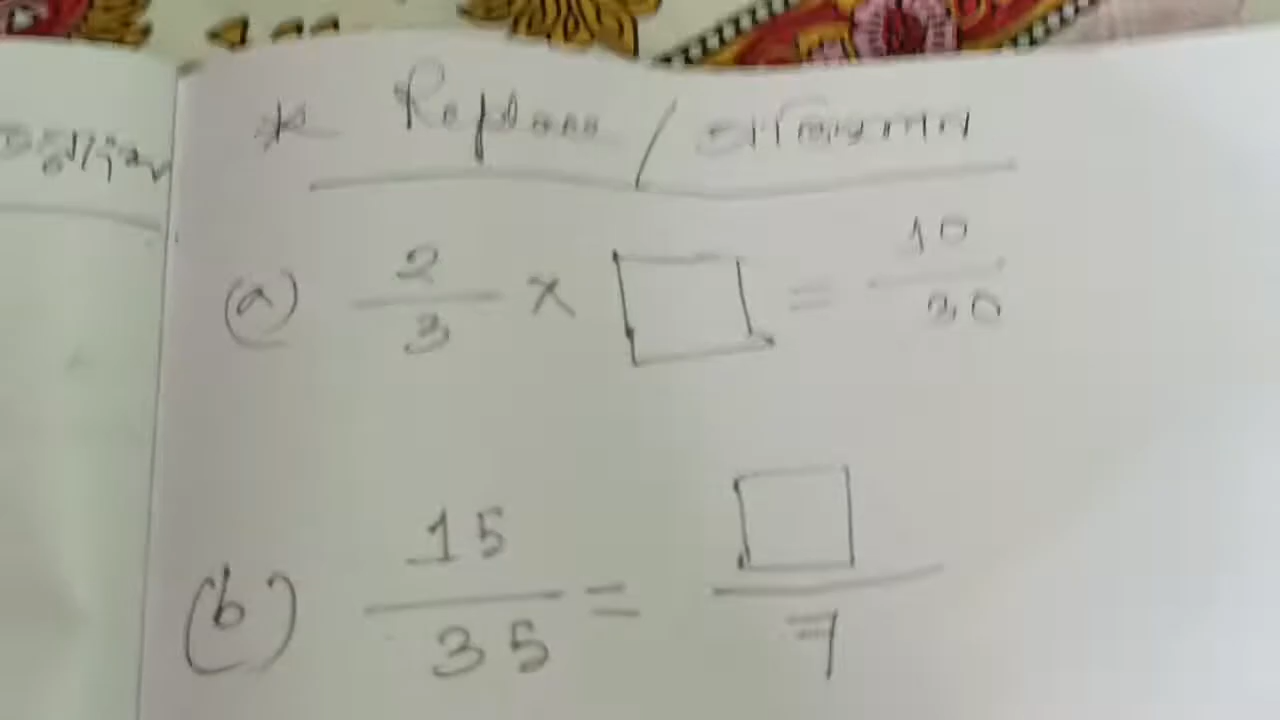 * Replace / প্রতিস্থাপন
(a) 2/3 × □ = 10/30
(b) 15/35 = □/7